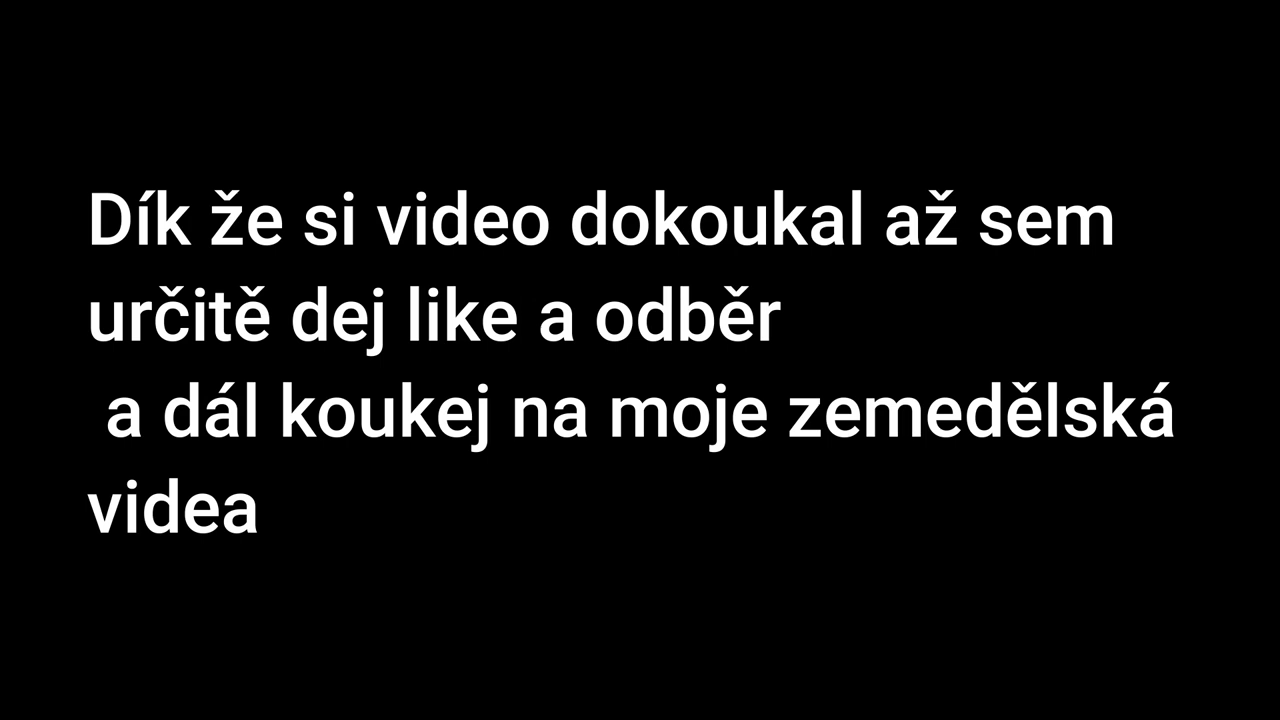 Dík že si video dokoukal až sem
určitě dej like a odběr
a dál koukej na moje zemedělská
videa